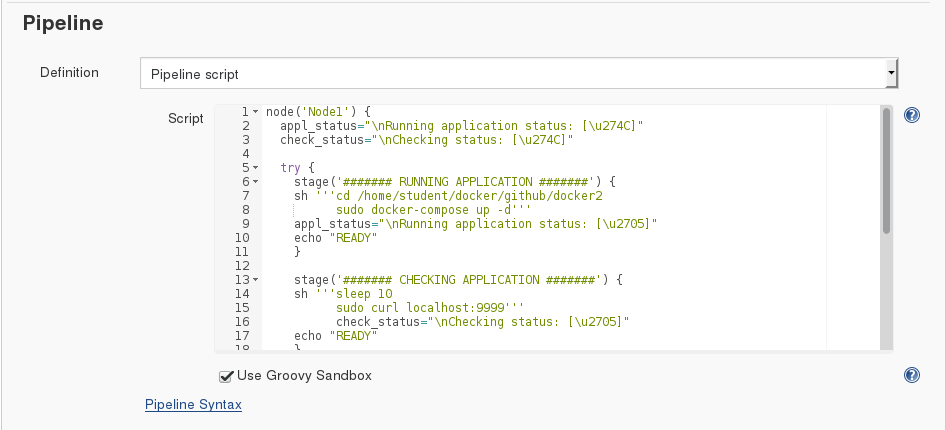 Pipeline
Definition
Pipeline script
Script
1 node('Node1') {
2   appl_status="\nRunning application status: [\u274C]"
3   check_status="\nChecking status: [\u274C]"
4
5   try {
6     stage('####### RUNNING APPLICATION #######') {
7     sh '''cd /home/student/docker/github/docker2
8           sudo docker-compose up -d'''
9     appl_status="\nRunning application status: [\u2705]"
10     echo "READY"
11     }
12
13     stage('####### CHECKING APPLICATION #######') {
14     sh '''sleep 10
15           sudo curl localhost:9999'''
16           check_status="\nChecking status: [\u2705]"
17     echo "READY"
18     }
Use Groovy Sandbox
Pipeline Syntax